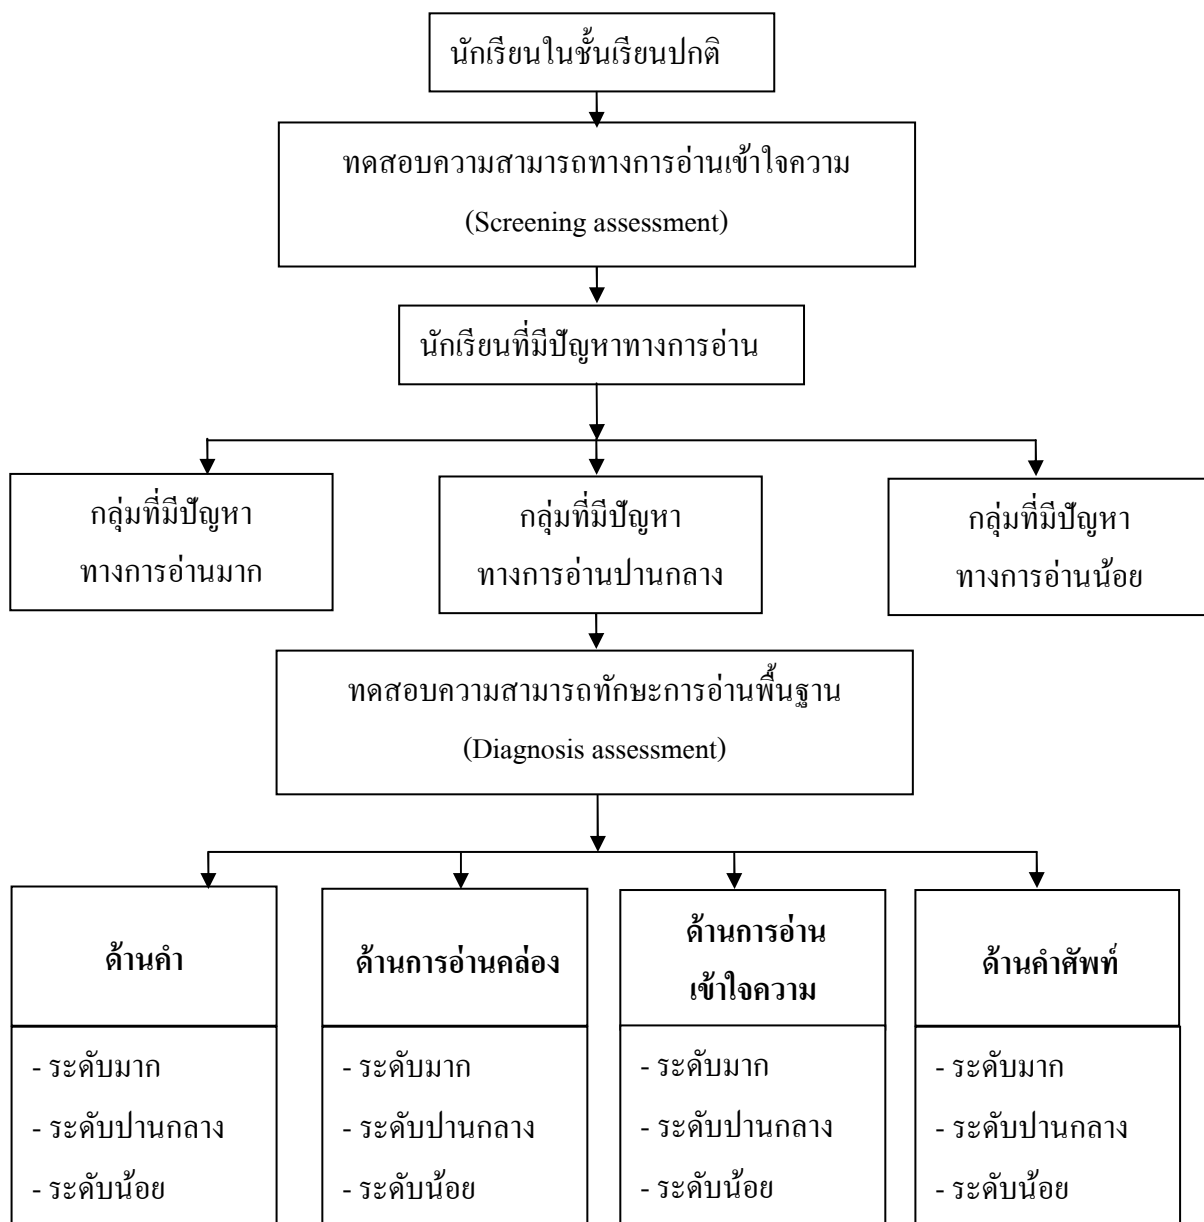 นักเรียนในชั้นเรียนปกติ
ทดสอบความสามารถทางการอ่านเข้าใจความ
(Screening assessment)
นักเรียนที่มีปัญหาทางการอ่าน
กลุ่มที่มีปัญหา
ทางการอ่านมาก
กลุ่มที่มีปัญหา
ทางการอ่านปานกลาง
กลุ่มที่มีปัญหา
ทางการอ่านน้อย
ทดสอบความสามารถทักษะการอ่านพื้นฐาน
(Diagnosis assessment)
ด้านคำ
- ระดับมาก
- ระดับปานกลาง
- ระดับน้อย
ด้านการอ่านคล่อง
- ระดับมาก
- ระดับปานกลาง
- ระดับน้อย
ด้านการอ่าน
เข้าใจความ
- ระดับมาก
- ระดับปานกลาง
- ระดับน้อย
ด้านคำศัพท์
- ระดับมาก
- ระดับปานกลาง
- ระดับน้อย